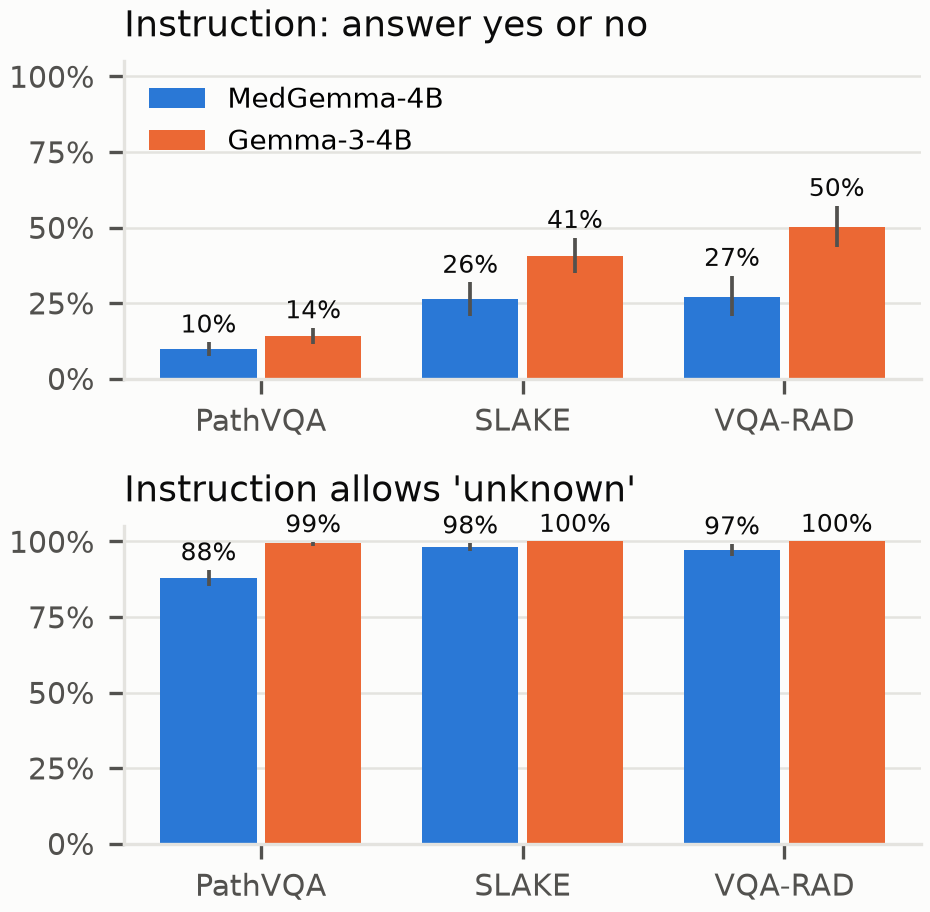 Instruction: answer yes or no
100%
MedGemma-4B
Gemma-3-4B
75%
50%
50%
41%
26%
27%
25%
10%
14%
0%
PathVQA SLAKE VQA-RAD
Instruction allows 'unknown'
99% 98% 100% 97% 100%
100%
88%
75%
50%
25%
0%
PathVQA SLAKE VQA-RAD